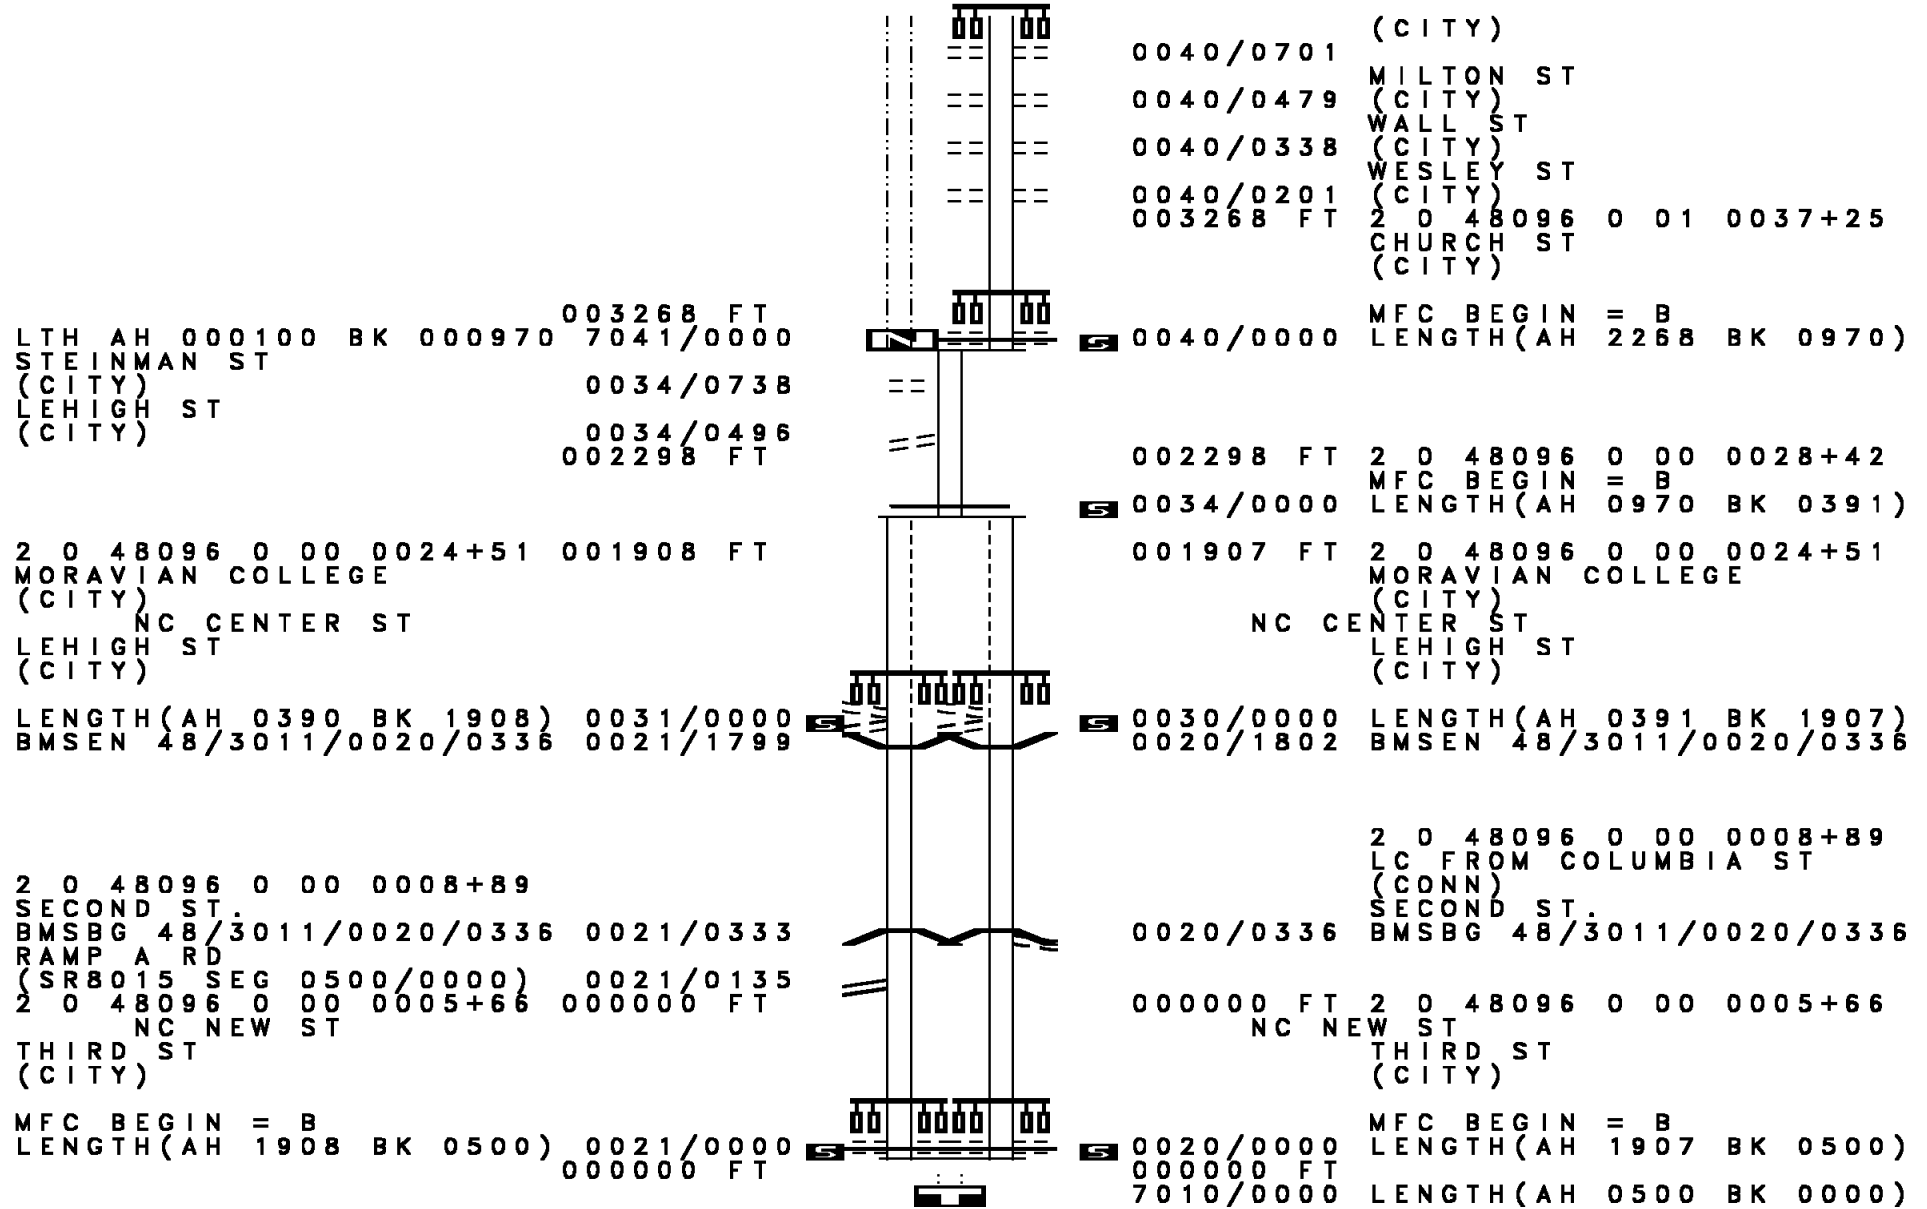 (CITY)
0040/0701
MILTON ST
0040/0479 (CITY)
WALL ST
0040/0338 (CITY)
WESLEY ST
0040/0201 (CITY)
003268 FT 2 0 48096 0 01 0037+25
CHURCH ST
(CITY)
003268 FT MFC BEGIN = B
LTH AH 000100 BK 000970 7041/0000 S 0040/0000 LENGTH(AH 2268 BK 0970)
STEINMAN ST
(CITY) 0034/0738
LEHIGH ST
(CITY) 0034/0496
002298 FT 002298 FT 2 0 48096 0 00 0028+42
MFC BEGIN = B
S 0034/0000 LENGTH(AH 0970 BK 0391)
2 0 48096 0 00 0024+51 001908 FT 001907 FT 2 0 48096 0 00 0024+51
MORAVIAN COLLEGE MORAVIAN COLLEGE
(CITY) (CITY)
NC CENTER ST NC CENTER ST
LEHIGH ST LEHIGH ST
(CITY) (CITY)
LENGTH(AH 0390 BK 1908) 0031/0000 S S 0030/0000 LENGTH(AH 0391 BK 1907)
BMSEN 48/3011/0020/0336 0021/1799 0020/1802 BMSEN 48/3011/0020/0336
2 0 48096 0 00 0008+89
LC FROM COLUMBIA ST
2 0 48096 0 00 0008+89 (CONN)
SECOND ST. SECOND ST.
BMSBG 48/3011/0020/0336 0021/0333 0020/0336 BMSBG 48/3011/0020/0336
RAMP A RD
(SR8015 SEG 0500/0000) 0021/0135
2 0 48096 0 00 0005+66 000000 FT 000000 FT 2 0 48096 0 00 0005+66
NC NEW ST NC NEW ST
THIRD ST THIRD ST
(CITY) (CITY)
MFC BEGIN = B MFC BEGIN = B
LENGTH(AH 1908 BK 0500) 0021/0000 S S 0020/0000 LENGTH(AH 1907 BK 0500)
000000 FT 000000 FT
7010/0000 LENGTH(AH 0500 BK 0000)